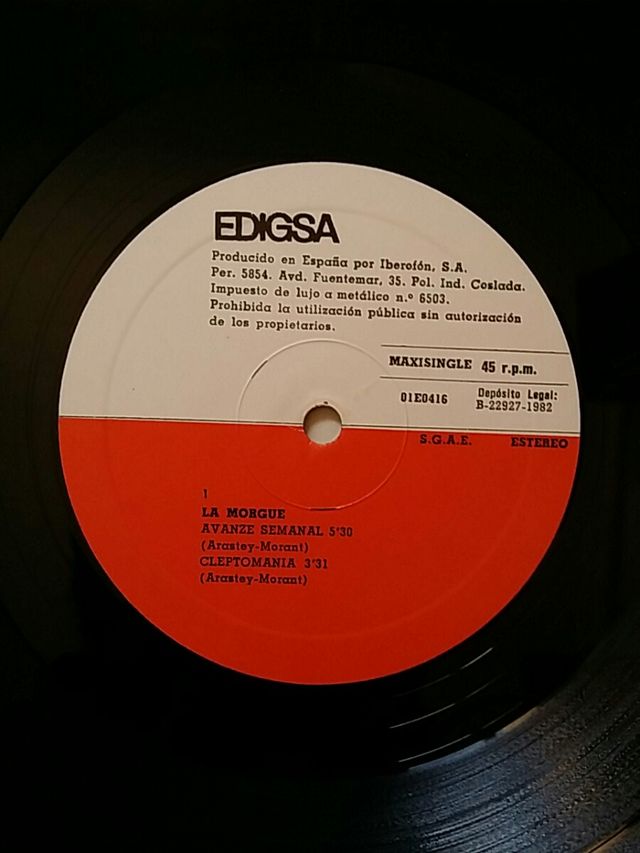 EDIGSA
Producido en España por Iberofón, S.A.
Per. 5854. Avd. Fuentemar, 35. Pol. Ind. Coslada.
Impuesto de lujo a metálico n.º 6503.
Prohibida la utilización pública sin autorización
de los propietarios.
MAXISINGLE 45 r.p.m.
01E0416 Depósito Legal:
B-22927-1982
S.G.A.E. ESTEREO
I
LA MORGUE
AVANZE SEMANAL 5'30
(Arastey-Morant)
CLEPTOMANIA 3'31
(Arastey-Morant)